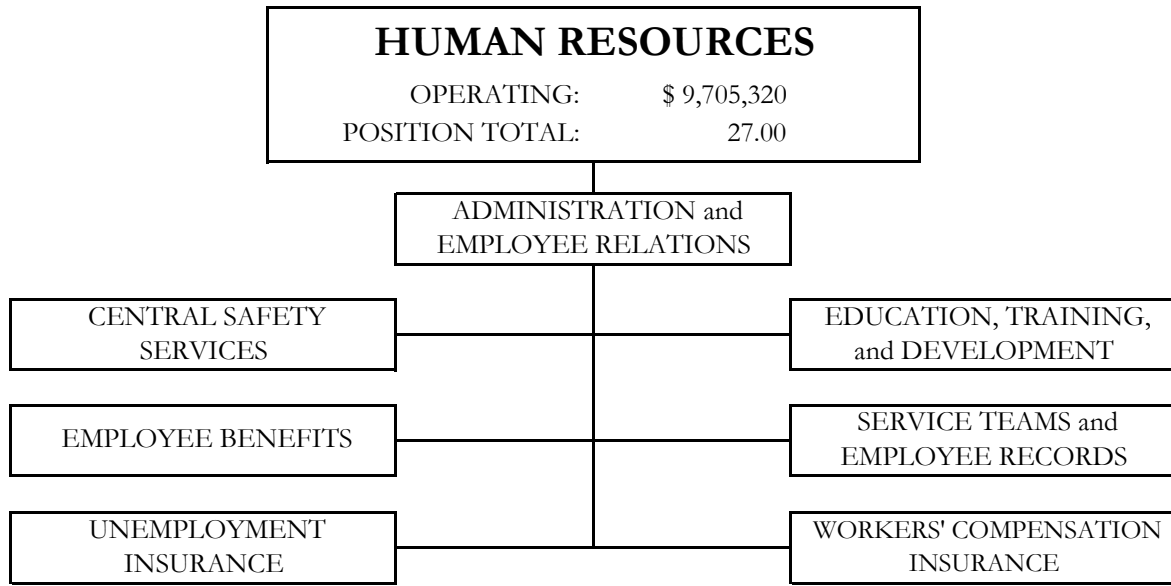 HUMAN RESOURCES
OPERATING: $ 9,705,320
POSITION TOTAL: 27.00
ADMINISTRATION and
EMPLOYEE RELATIONS
CENTRAL SAFETY
SERVICES
EDUCATION, TRAINING,
and DEVELOPMENT
EMPLOYEE BENEFITS
SERVICE TEAMS and
EMPLOYEE RECORDS
UNEMPLOYMENT
INSURANCE
WORKERS' COMPENSATION
INSURANCE